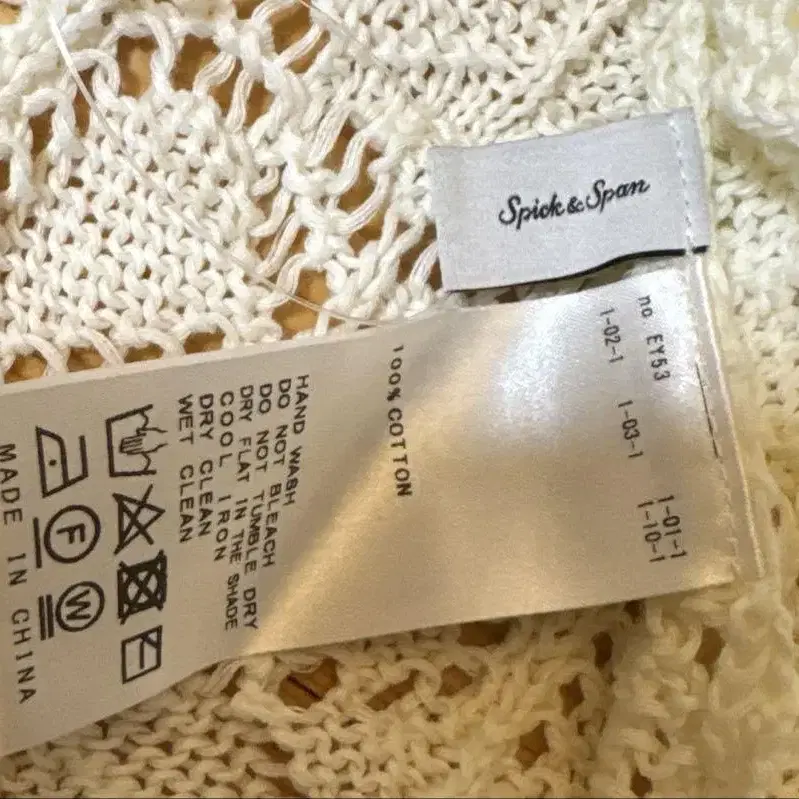 Spick & Span
no. EY53
1-01-1
1-02-1
1-03-1
1-10-1
100% COTTON
HAND WASH
DO NOT BLEACH
DO NOT TUMBLE DRY
DRY FLAT IN THE SHADE
COOL IRON
DRY CLEAN
WET CLEAN
F
W
MADE IN CHINA